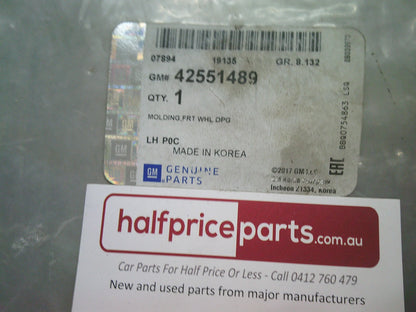 07894 19135 GR. 8.132
GM# 42551489
QTY. 1
MOLDING,FRT WHL OPG
LH P0C
MADE IN KOREA
GM GENUINE
PARTS
©2017 GM
Incheon 21334, Korea
EAC
GM
halfpriceparts.com.au
Car Parts For Half Price Or Less - Call 0412 760 479
New and used parts from major manufacturers